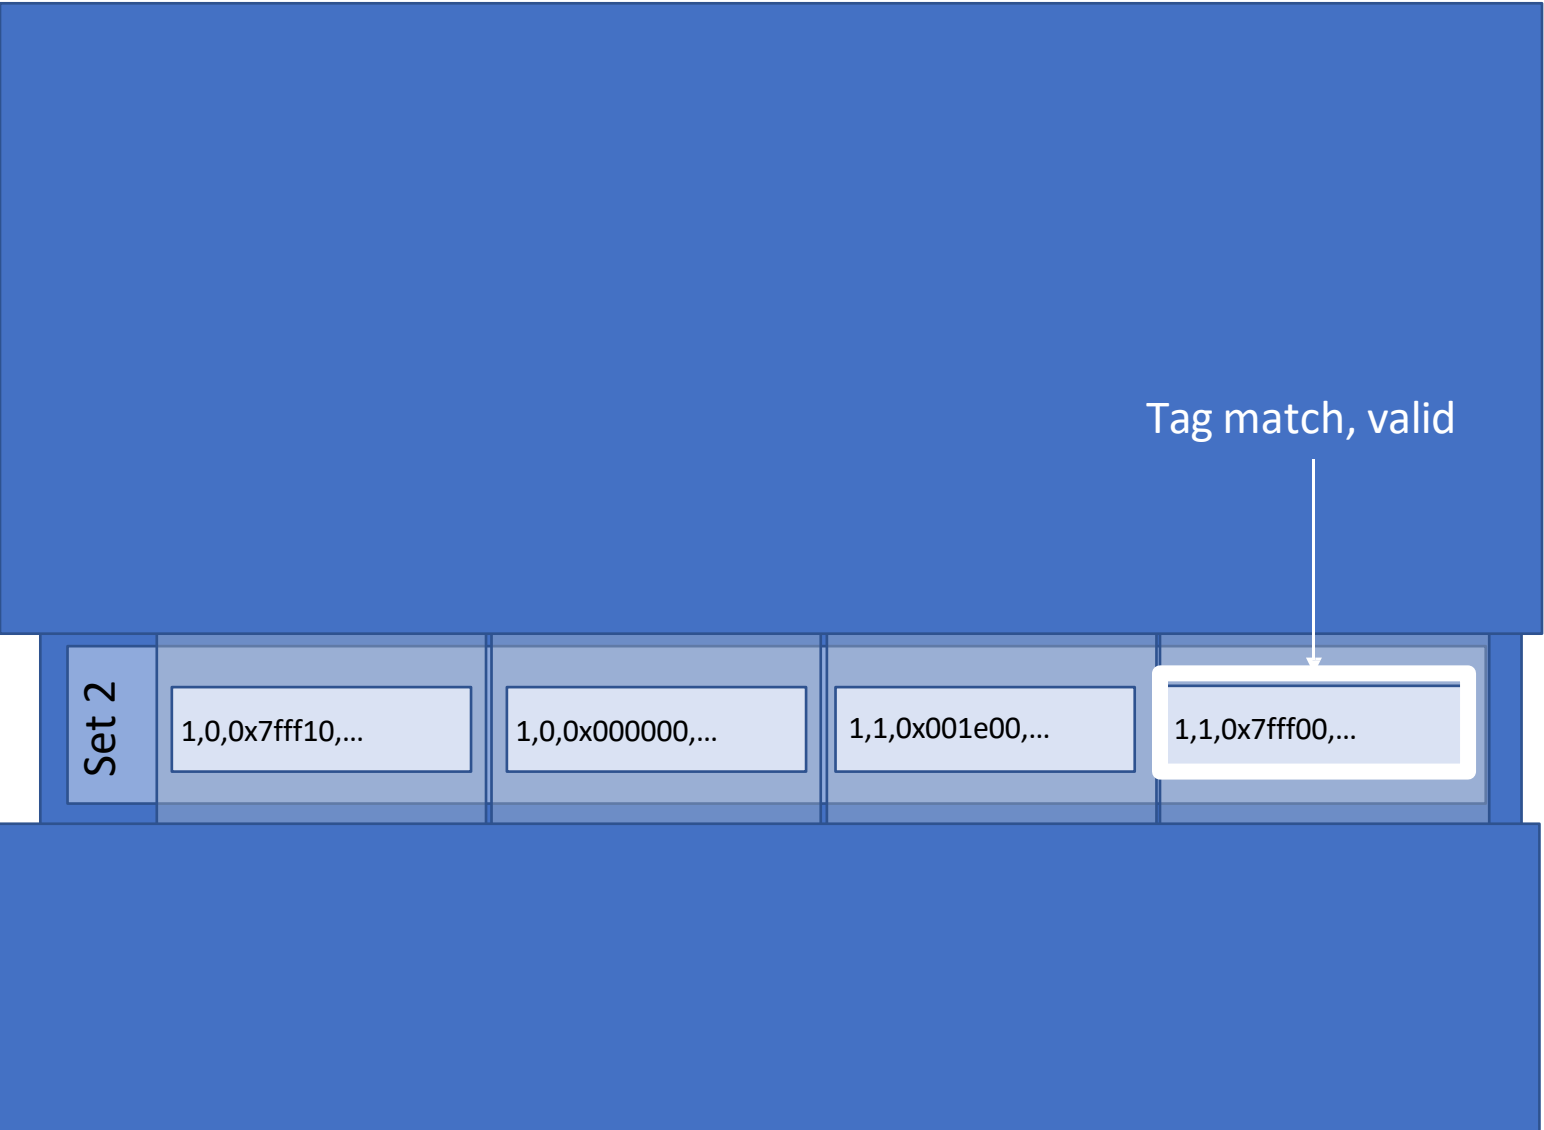 Tag match, valid
Set 2
1,0,0x7fff10,...
1,0,0x000000,...
1,1,0x001e00,...
1,1,0x7fff00,...